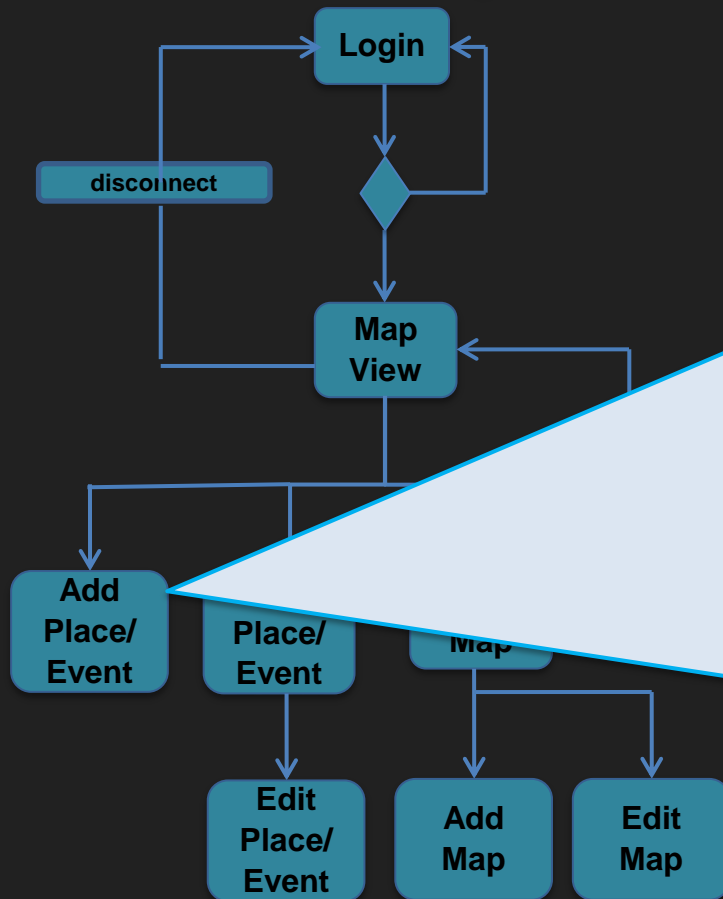 Login
disconnect
Map
View
Add
Place/
Event
Place/
Event
Map
Edit
Place/
Event
Add
Map
Edit
Map